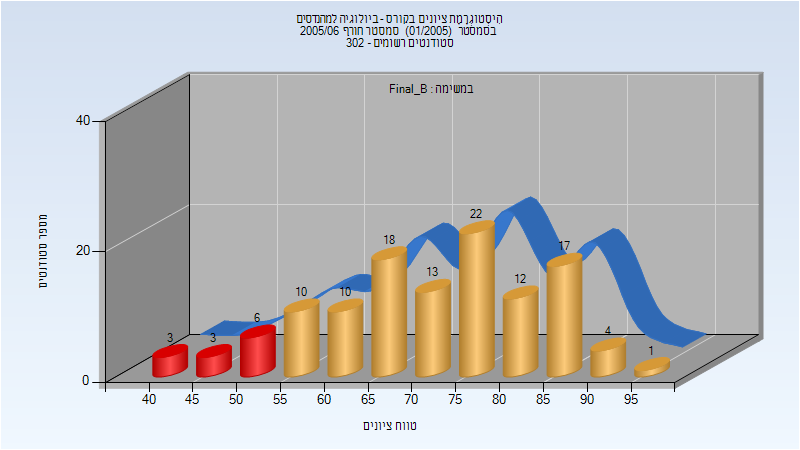 היסטוגרמת ציונים בקורס - ביולוגיה למהנדסים
בסמסטר (01/2005) סמסטר חורף 2005/06
סטודנטים רשומים - 302
במשימה : Final_B
מספר סטודנטים
40
20
0
3
3
6
10
10
18
13
22
12
17
4
1
40 45 50 55 60 65 70 75 80 85 90 95
טווח ציונים